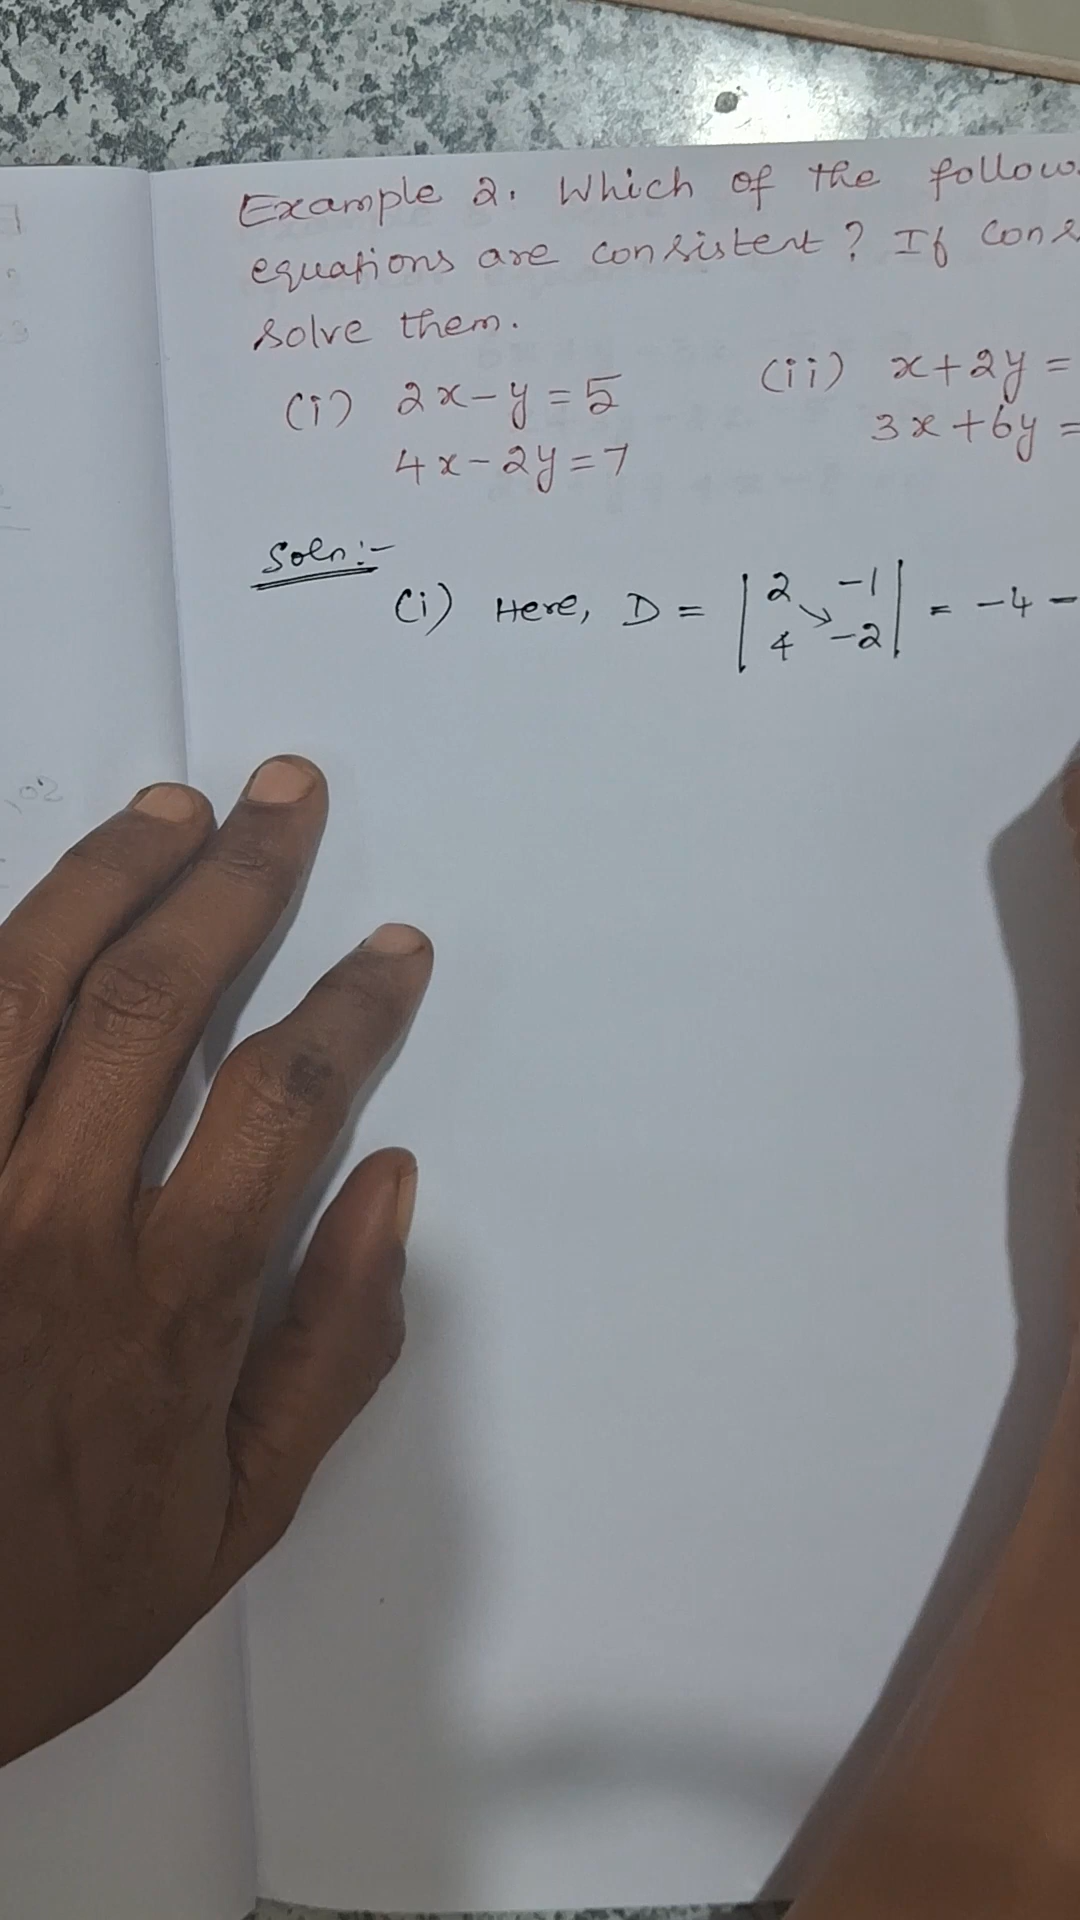 Example 2. Which of the follow
equations are consistent? If cons
solve them.
(i) 2x-y=5 (ii) x+2y=
4x-2y=7 3x+6y=
Soln:-
(i) Here, D = | 2 -1 | = -4 -
4 -2